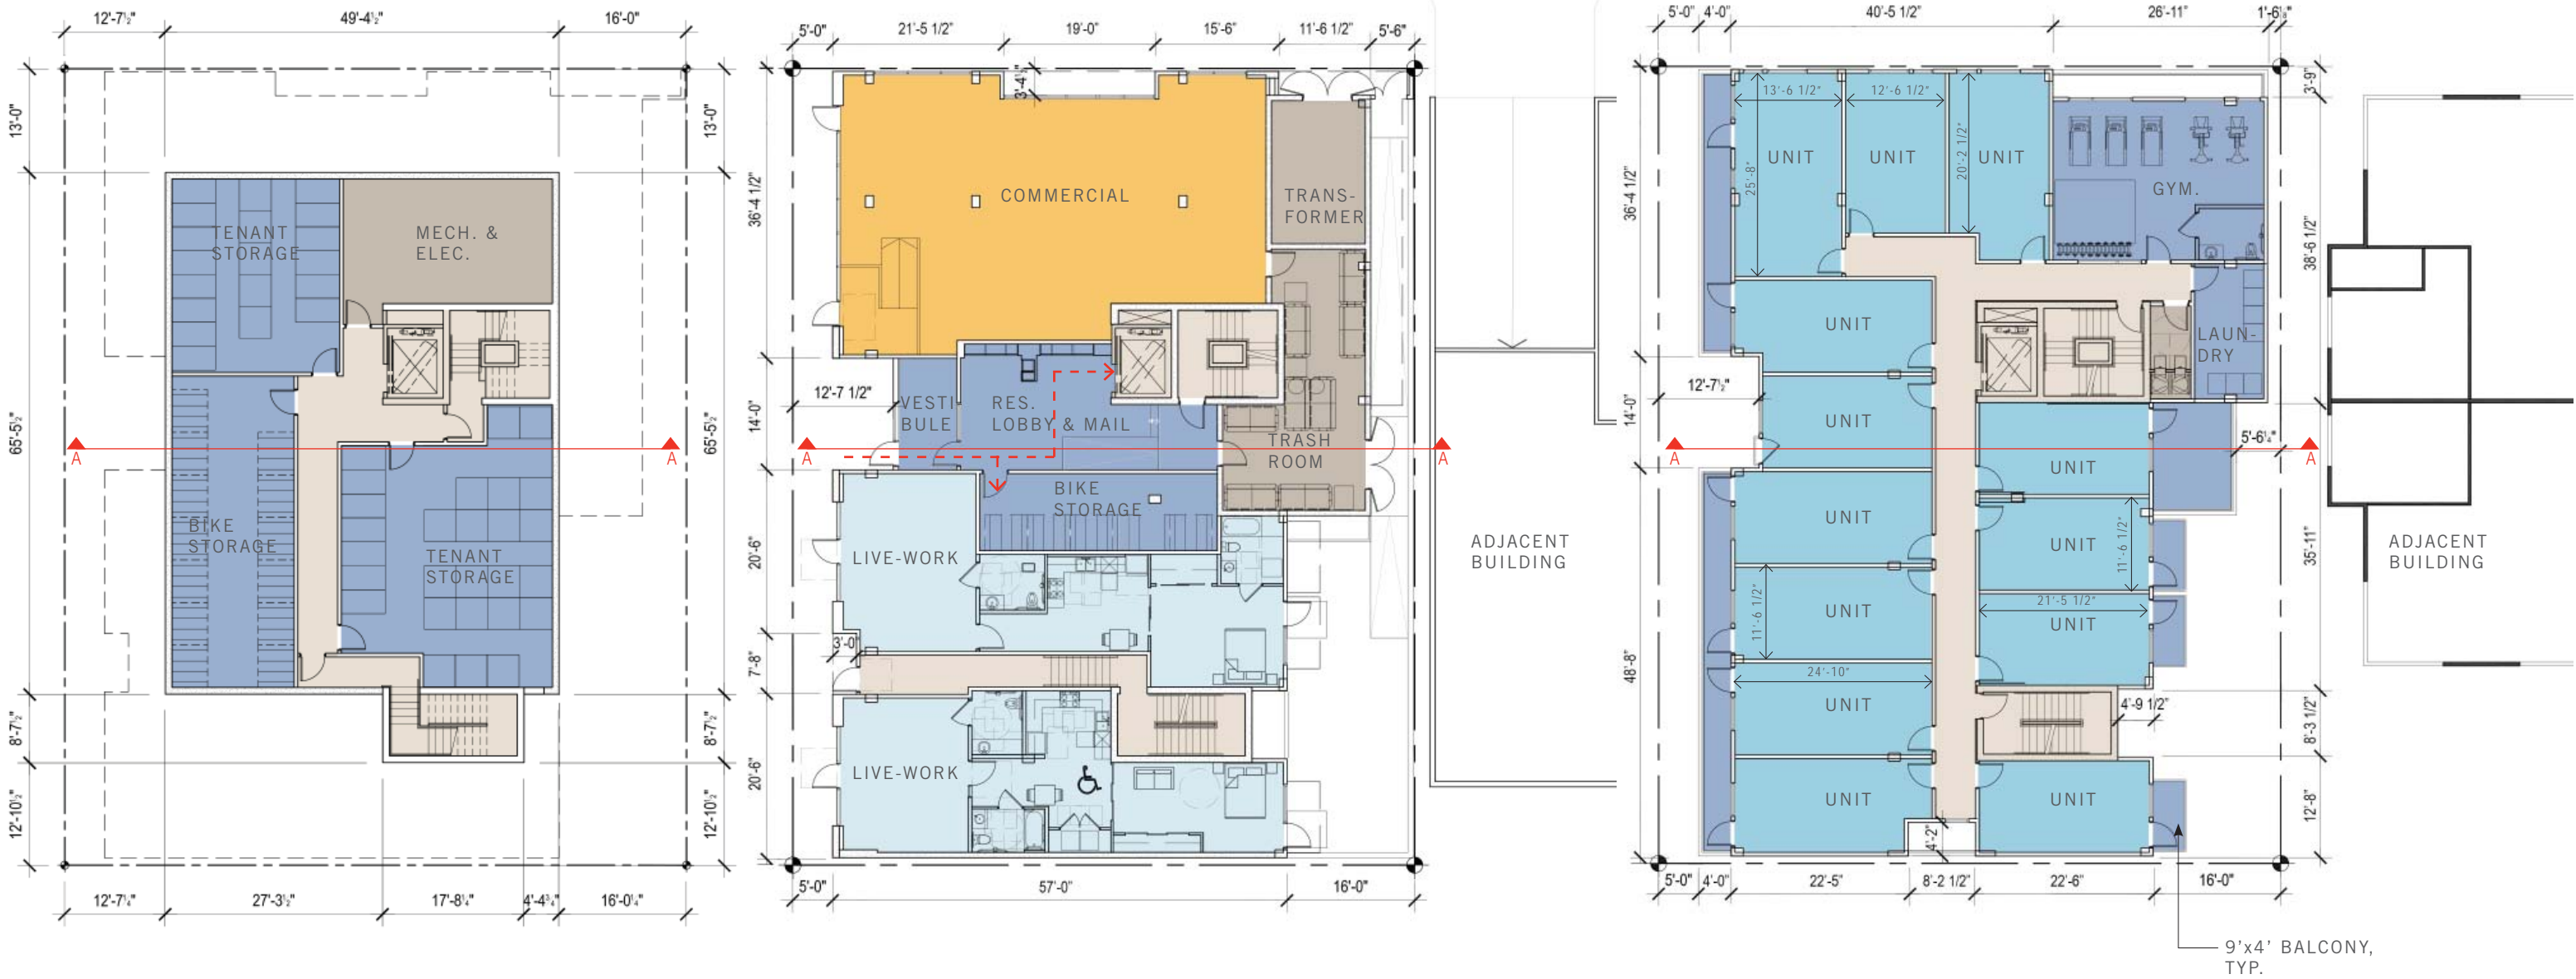 12'-7½"
49'-4½"
16'-0"
13'-0"
13'-0"
TENANT
STORAGE
MECH. &
ELEC.
65'-5½"
65'-5½"
A
A
BIKE
STORAGE
TENANT
STORAGE
8'-7½"
8'-7½"
12'-10½"
12'-10½"
12'-7¼"
27'-3½"
17'-8¼"
4'-4¾"
16'-0¼"
5'-0"
21'-5 1/2"
19'-0"
15'-6"
11'-6 1/2"
5'-6"
3'-4½"
36'-4 1/2"
COMMERCIAL
TRANS-
FORMER
12'-7 1/2"
14'-0"
VESTI
BULE
RES.
LOBBY & MAIL
A
A
TRASH
ROOM
BIKE
STORAGE
20'-6"
LIVE-WORK
3'-0"
7'-8"
LIVE-WORK
20'-6"
5'-0"
57'-0"
16'-0"
ADJACENT
BUILDING
5'-0"
4'-0"
40'-5 1/2"
26'-11"
3'-9"
13'-6 1/2"
12'-6 1/2"
25'-8"
20'-2 1/2"
UNIT
UNIT
UNIT
GYM.
36'-4 1/2"
38'-6 1/2"
UNIT
LAUN-
DRY
12'-7½"
14'-0"
UNIT
5'-6¼"
A
A
UNIT
UNIT
UNIT
11'-6 1/2"
35'-11"
11'-6 1/2"
UNIT
21'-5 1/2"
UNIT
48'-8"
24'-10"
UNIT
4'-9 1/2"
8'-3 1/2"
UNIT
UNIT
12'-8"
4'-2"
5'-0"
4'-0"
22'-5"
8'-2 1/2"
22'-6"
16'-0"
ADJACENT
BUILDING
9'x4' BALCONY,
TYP.